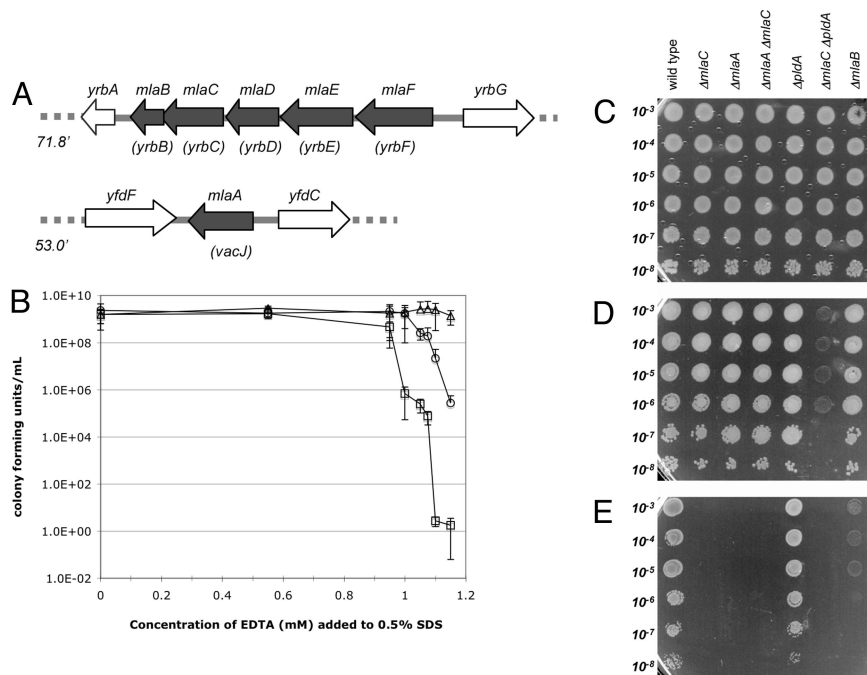 A
yrbA mlaB mlaC mlaD mlaE mlaF yrbG
(yrbB) (yrbC) (yrbD) (yrbE) (yrbF)
71.8'
yfdF mlaA yfdC
(vacJ)
53.0'
B
colony forming units/mL
1.0E+10
1.0E+08
1.0E+06
1.0E+04
1.0E+02
1.0E+00
1.0E-02
0 0.2 0.4 0.6 0.8 1 1.2
Concentration of EDTA (mM) added to 0.5% SDS
wild type
ΔmlaC
ΔmlaA
ΔmlaA ΔmlaC
ΔpldA
ΔmlaC ΔpldA
ΔmlaB
C
10⁻³
10⁻⁴
10⁻⁵
10⁻⁶
10⁻⁷
10⁻⁸
D
10⁻³
10⁻⁴
10⁻⁵
10⁻⁶
10⁻⁷
10⁻⁸
E
10⁻³
10⁻⁴
10⁻⁵
10⁻⁶
10⁻⁷
10⁻⁸